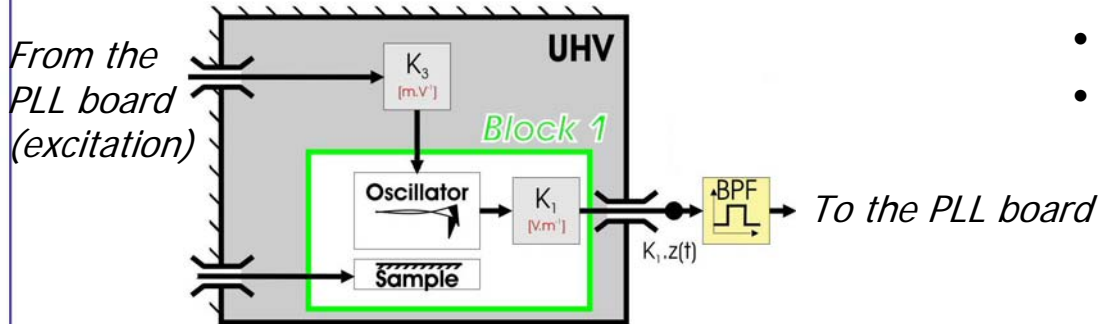 From the
PLL board
(excitation)
UHV
K₃
[m.V⁻¹]
Block 1
Oscillator
K₁
[V.m⁻¹]
Sample
K₁.z(t)
BPF
To the PLL board
•
•